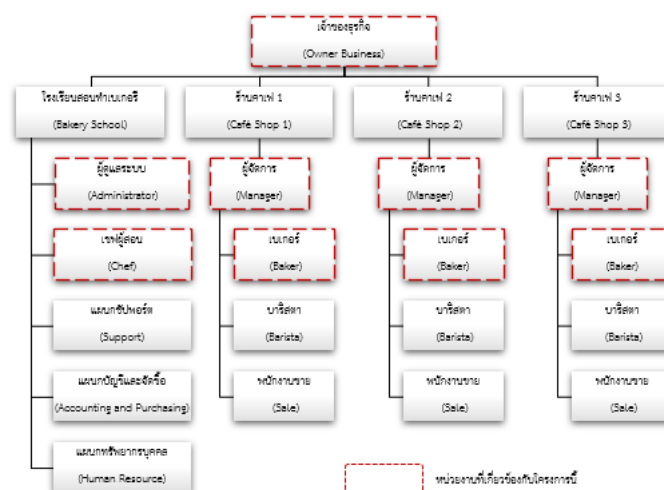 เจ้าของธุรกิจ
(Owner Business)
โรงเรียนสอนทำเบเกอรี่
(Bakery School)
ร้านคาเฟ่ 1
(Café Shop 1)
ร้านคาเฟ่ 2
(Café Shop 2)
ร้านคาเฟ่ 3
(Café Shop 3)
ผู้ดูแลระบบ
(Administrator)
ผู้จัดการ
(Manager)
ผู้จัดการ
(Manager)
ผู้จัดการ
(Manager)
เชฟผู้สอน
(Chef)
เบเกอร์
(Baker)
เบเกอร์
(Baker)
เบเกอร์
(Baker)
แผนกซัปพอร์ต
(Support)
บาริสตา
(Barista)
บาริสตา
(Barista)
บาริสตา
(Barista)
แผนกบัญชีและจัดซื้อ
(Accounting and Purchasing)
พนักงานขาย
(Sale)
พนักงานขาย
(Sale)
พนักงานขาย
(Sale)
แผนกทรัพยากรบุคคล
(Human Resource)
หน่วยงานที่เกี่ยวข้องกับโครงการนี้